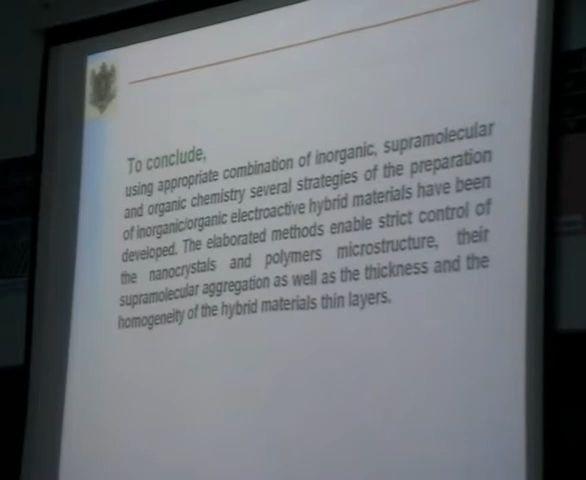 To conclude,
using appropriate combination of inorganic, supramolecular
and organic chemistry several strategies of the preparation
of inorganic/organic electroactive hybrid materials have been
developed. The elaborated methods enable strict control of
the nanocrystals and polymers microstructure, their
supramolecular aggregation as well as the thickness and the
homogeneity of the hybrid materials thin layers.